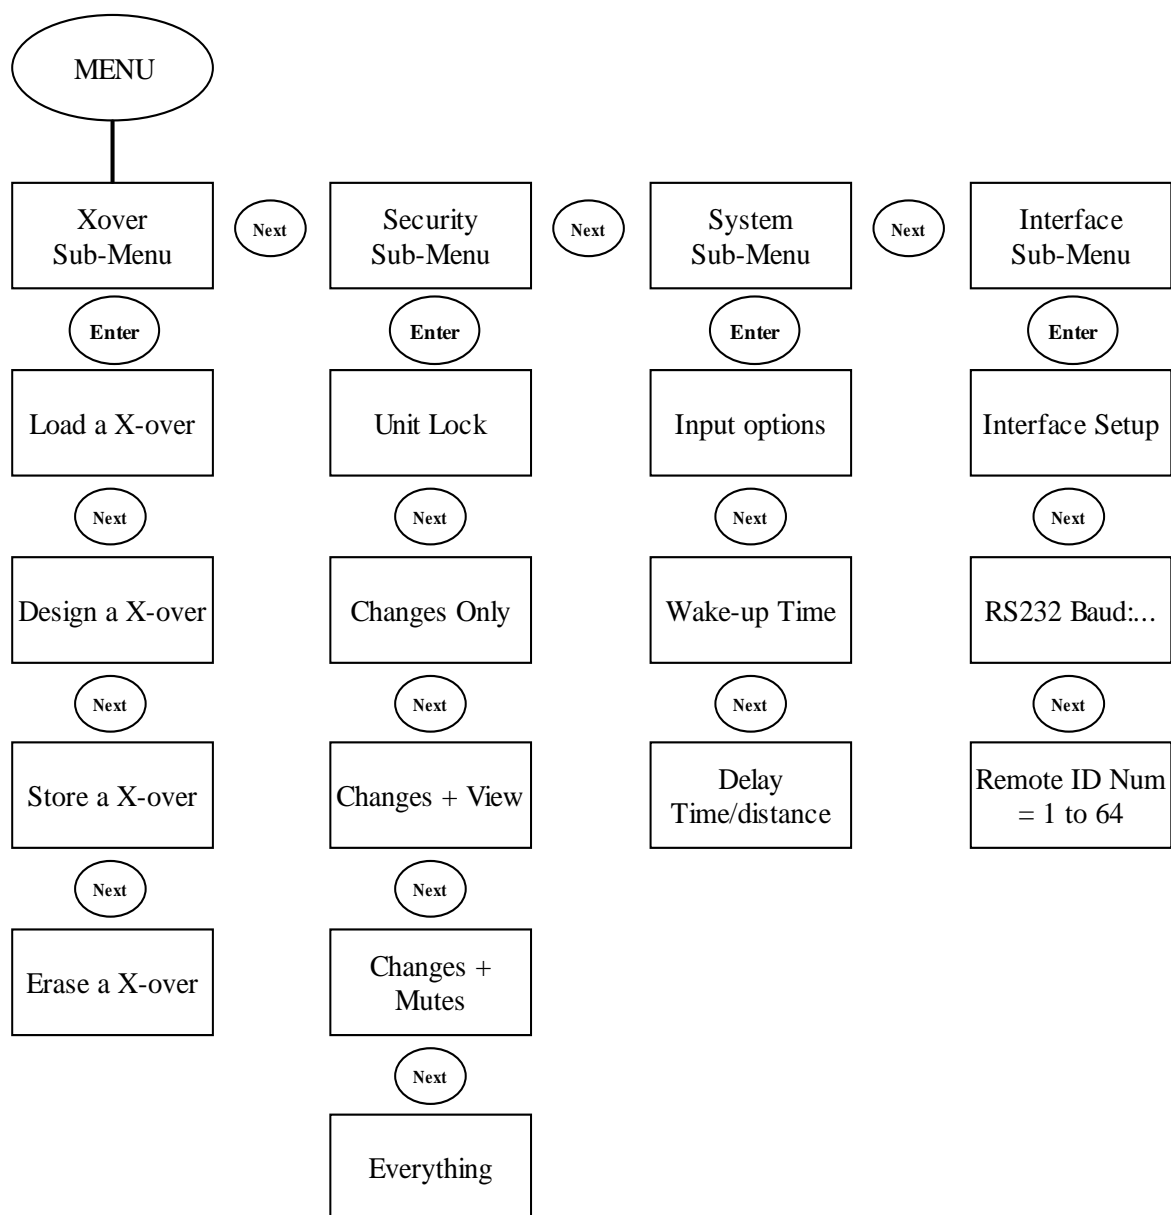 MENU
Xover
Sub-Menu
Next
Security
Sub-Menu
Next
System
Sub-Menu
Next
Interface
Sub-Menu
Enter
Enter
Enter
Enter
Load a X-over
Unit Lock
Input options
Interface Setup
Next
Next
Next
Next
Design a X-over
Changes Only
Wake-up Time
RS232 Baud:...
Next
Next
Next
Next
Store a X-over
Changes + View
Delay
Time/distance
Remote ID Num
= 1 to 64
Next
Next
Erase a X-over
Changes +
Mutes
Next
Everything